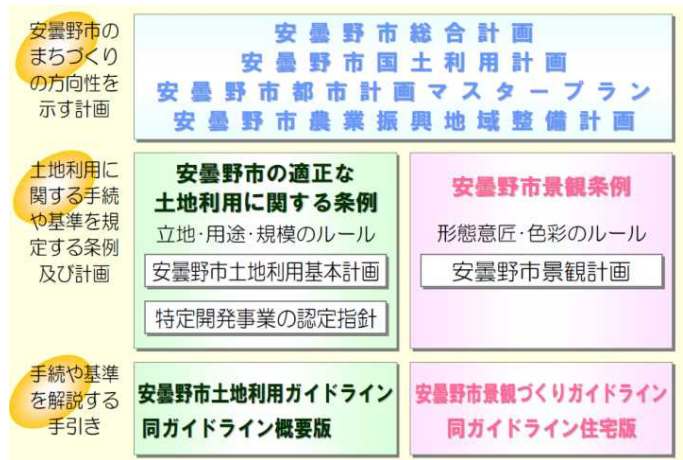 安曇野市の
まちづくり
の方向性を
示す計画
安曇野市総合計画
安曇野市国土利用計画
安曇野市都市計画マスタープラン
安曇野市農業振興地域整備計画
土地利用に
関する手続
や基準を規
定する条例
及び計画
安曇野市の適正な
土地利用に関する条例
立地・用途・規模のルール
安曇野市土地利用基本計画
特定開発事業の認定指針
安曇野市景観条例
形態意匠・色彩のルール
安曇野市景観計画
手続や基準
を解説する
手引き
安曇野市土地利用ガイドライン
同ガイドライン概要版
安曇野市景観づくりガイドライン
同ガイドライン住宅版